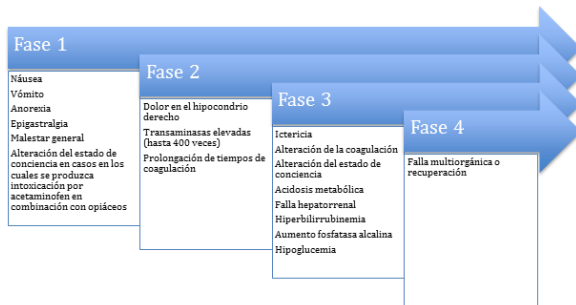 Fase 1
Náusea
Vómito
Anorexia
Epigastralgia
Malestar general
Alteración del estado de
conciencia en casos en los
cuales se produzca
intoxicación por
acetaminofen en
combinación con opiáceos
Fase 2
Dolor en el hipocondrio
derecho
Transaminasas elevadas
(hasta 400 veces)
Prolongación de tiempos de
coagulación
Fase 3
Ictericia
Alteración de la coagulación
Alteración del estado de
conciencia
Acidosis metabólica
Falla hepatorrenal
Hiperbilirrubinemia
Aumento fosfatasa alcalina
Hipoglucemia
Fase 4
Falla multiorgánica o
recuperación